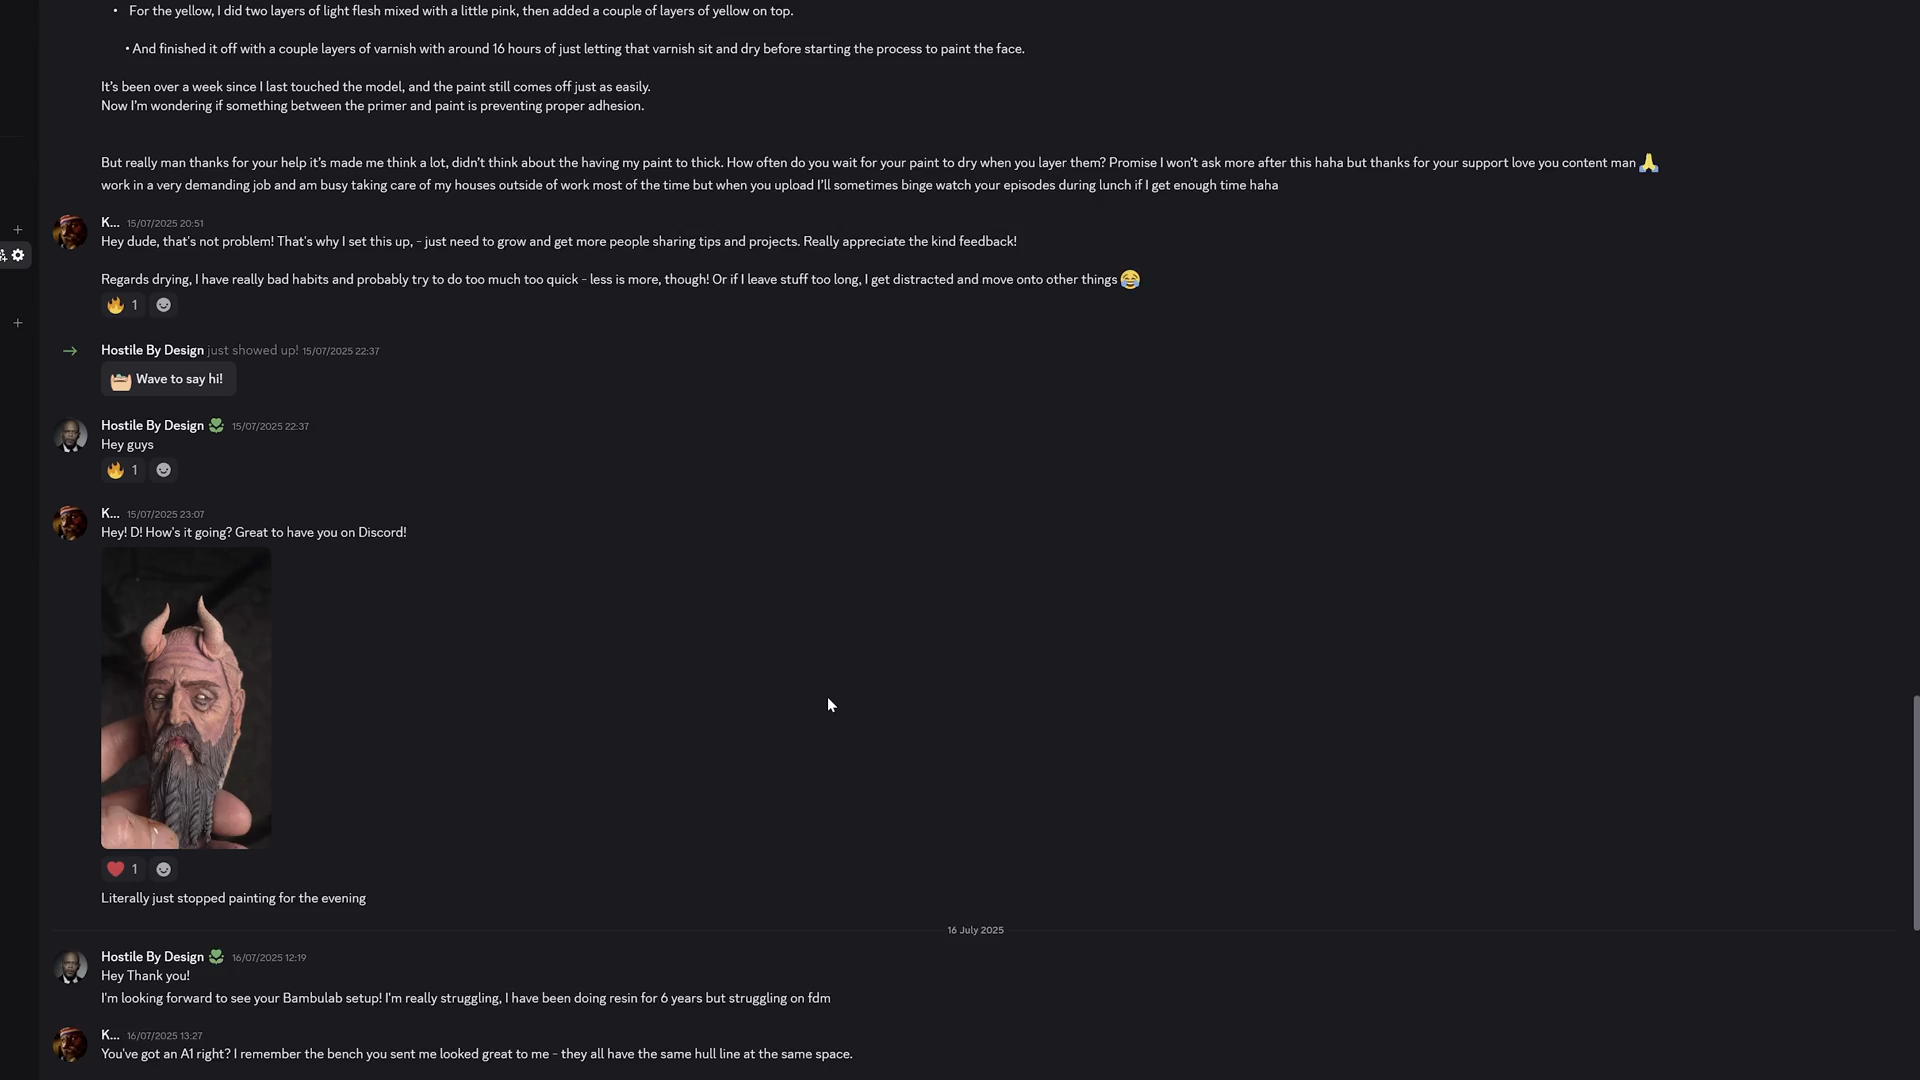 • For the yellow, I did two layers of light flesh mixed with a little pink, then added a couple of layers of yellow on top.
• And finished it off with a couple layers of varnish with around 16 hours of just letting that varnish sit and dry before starting the process to paint the face.
It's been over a week since I last touched the model, and the paint still comes off just as easily.
Now I'm wondering if something between the primer and paint is preventing proper adhesion.
But really man thanks for your help it's made me think a lot, didn't think about the having my paint to thick. How often do you wait for your paint to dry when you layer them? Promise I won't ask more after this haha but thanks for your support love you content man 🙏
work in a very demanding job and am busy taking care of my houses outside of work most of the time but when you upload I'll sometimes binge watch your episodes during lunch if I get enough time haha
K... 15/07/2025 20:51
Hey dude, that's not problem! That's why I set this up, - just need to grow and get more people sharing tips and projects. Really appreciate the kind feedback!
Regards drying, I have really bad habits and probably try to do too much too quick - less is more, though! Or if I leave stuff too long, I get distracted and move onto other things 😂
🔥 1
Hostile By Design just showed up! 15/07/2025 22:37
Wave to say hi!
Hostile By Design 15/07/2025 22:37
Hey guys
🔥 1
K... 15/07/2025 23:07
Hey! D! How's it going? Great to have you on Discord!
❤️ 1
Literally just stopped painting for the evening
16 July 2025
Hostile By Design 16/07/2025 12:19
Hey Thank you!
I'm looking forward to see your Bambulab setup! I'm really struggling, I have been doing resin for 6 years but struggling on fdm
K... 16/07/2025 13:27
You've got an A1 right? I remember the bench you sent me looked great to me - they all have the same hull line at the same space.